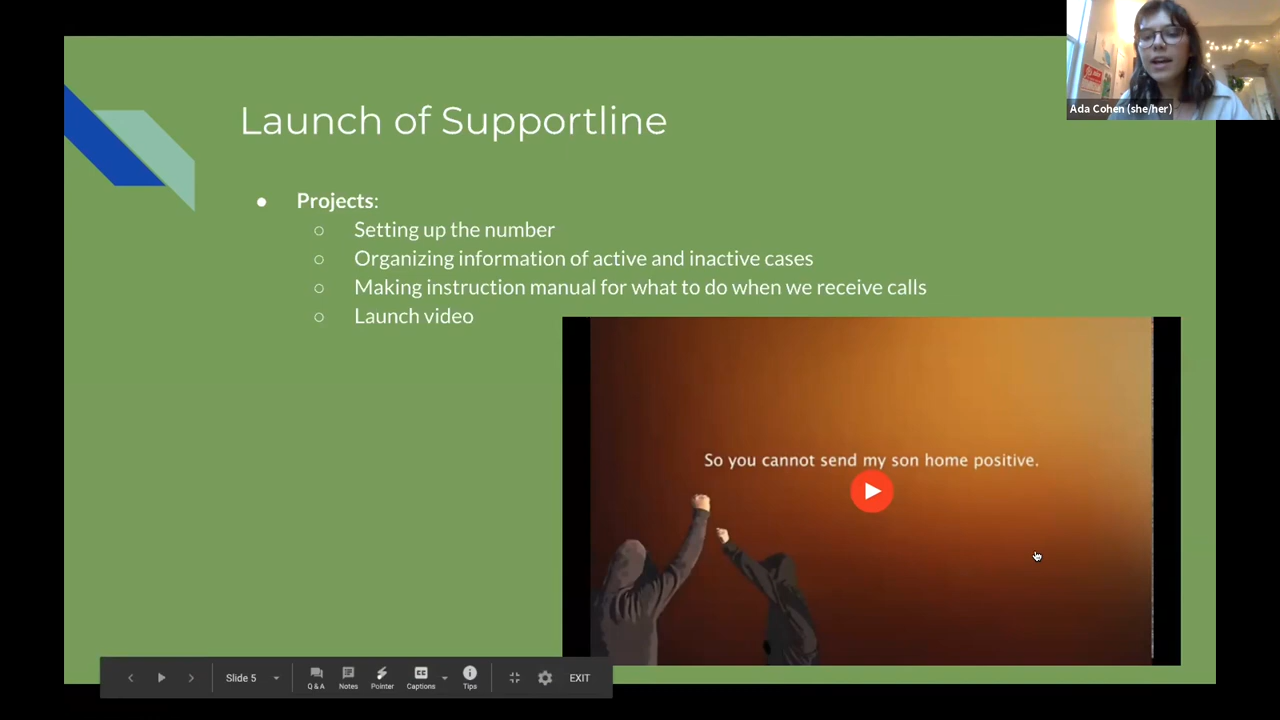 Ada Cohen (she/her)
Launch of Supportline
● Projects:
○ Setting up the number
○ Organizing information of active and inactive cases
○ Making instruction manual for what to do when we receive calls
○ Launch video
So you cannot send my son home positive.
Slide 5
Q & A
Notes
Pointer
Captions
Tips
EXIT